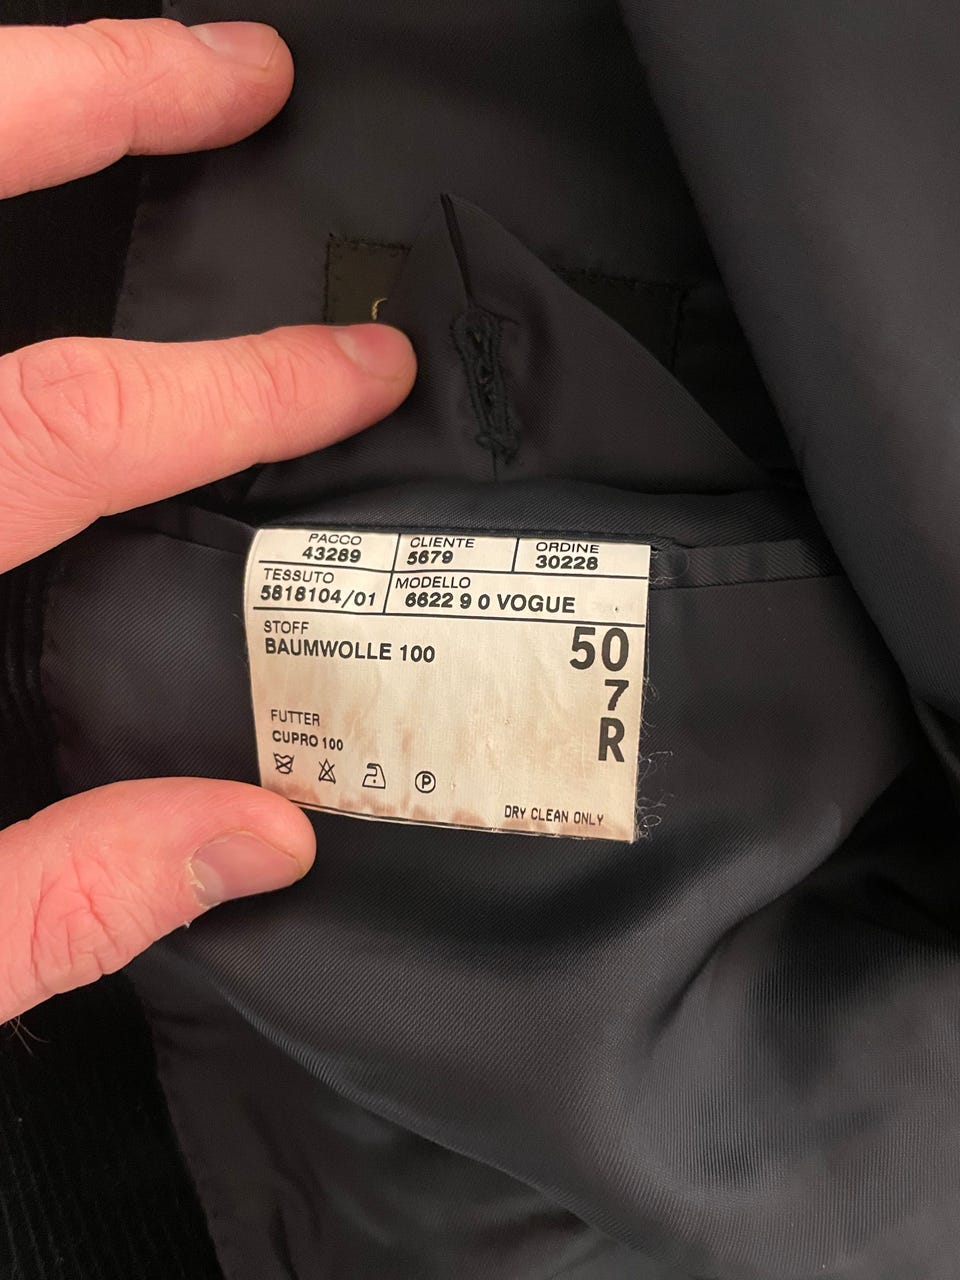 PACCO CLIENTE ORDINE
43289 5679 30228
TESSUTO MODELLO
5818104/01 6622 9 0 VOGUE
STOFF
BAUMWOLLE 100
50
7
R
FUTTER
CUPRO 100
P
DRY CLEAN ONLY